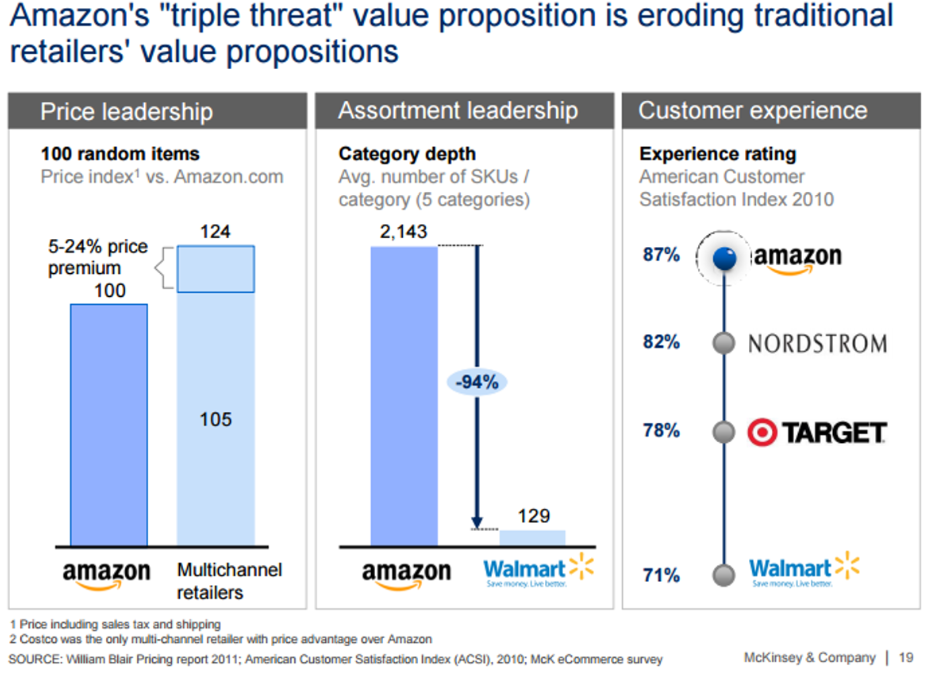 Amazon's "triple threat" value proposition is eroding traditional
retailers' value propositions
Price leadership
100 random items
Price index¹ vs. Amazon.com
5-24% price
premium
124
100
105
amazon
Multichannel
retailers
Assortment leadership
Category depth
Avg. number of SKUs /
category (5 categories)
2,143
-94%
129
amazon
Walmart
Save money. Live better.
Customer experience
Experience rating
American Customer
Satisfaction Index 2010
87% amazon
82% NORDSTROM
78% TARGET
71% Walmart
Save money. Live better.
1 Price including sales tax and shipping
2 Costco was the only multi-channel retailer with price advantage over Amazon
SOURCE: William Blair Pricing report 2011; American Customer Satisfaction Index (ACSI), 2010; McK eCommerce survey
McKinsey & Company | 19